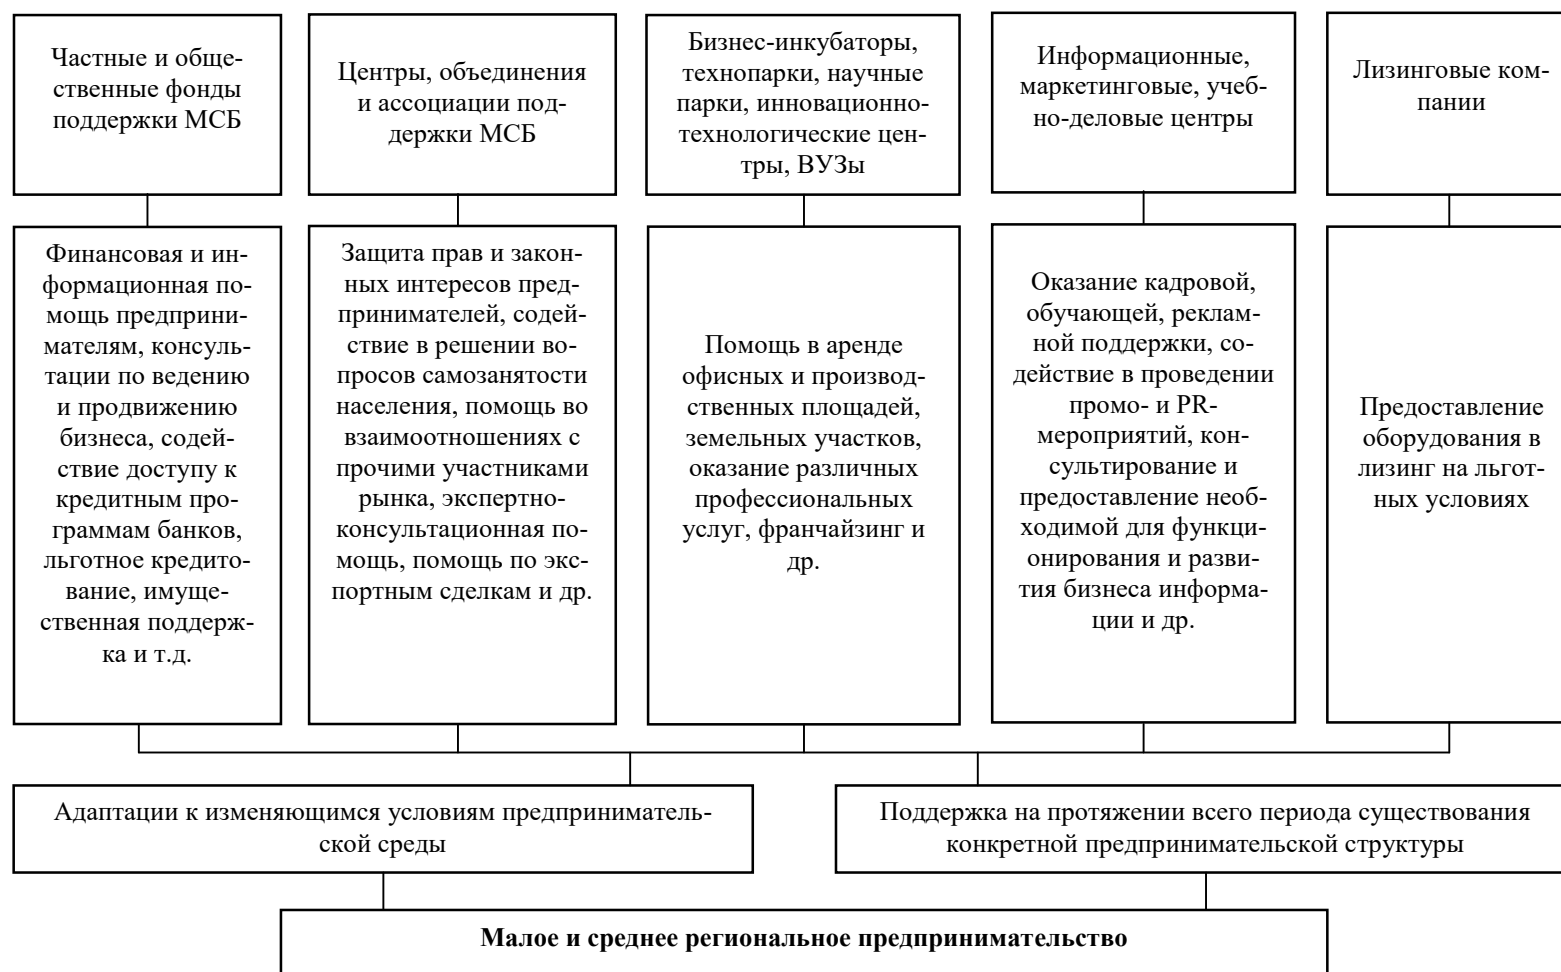 Частные и обще-
ственные фонды
поддержки МСБ
Центры, объединения
и ассоциации под-
держки МСБ
Бизнес-инкубаторы,
технопарки, научные
парки, инновационно-
технологические цен-
тры, ВУЗы
Информационные,
маркетинговые, учеб-
но-деловые центры
Лизинговые ком-
пании
Финансовая и ин-
формационная по-
мощь предприни-
мателям, консуль-
тации по ведению
и продвижению
бизнеса, содей-
ствие доступу к
кредитным про-
граммам банков,
льготное кредито-
вание, имуще-
ственная поддерж-
ка и т.д.
Защита прав и закон-
ных интересов пред-
принимателей, содей-
ствие в решении во-
просов самозанятости
населения, помощь во
взаимоотношениях с
прочими участниками
рынка, экспертно-
консультационная по-
мощь, помощь по экс-
портным сделкам и др.
Помощь в аренде
офисных и производ-
ственных площадей,
земельных участков,
оказание различных
профессиональных
услуг, франчайзинг и
др.
Оказание кадровой,
обучающей, реклам-
ной поддержки, со-
действие в проведении
промо- и PR-
мероприятий, кон-
сультирование и
предоставление необ-
ходимой для функци-
онирования и разви-
тия бизнеса информа-
ции и др.
Предоставление
оборудования в
лизинг на льгот-
ных условиях
Адаптации к изменяющимся условиям предприниматель-
ской среды
Поддержка на протяжении всего периода существования
конкретной предпринимательской структуры
Малое и среднее региональное предпринимательство